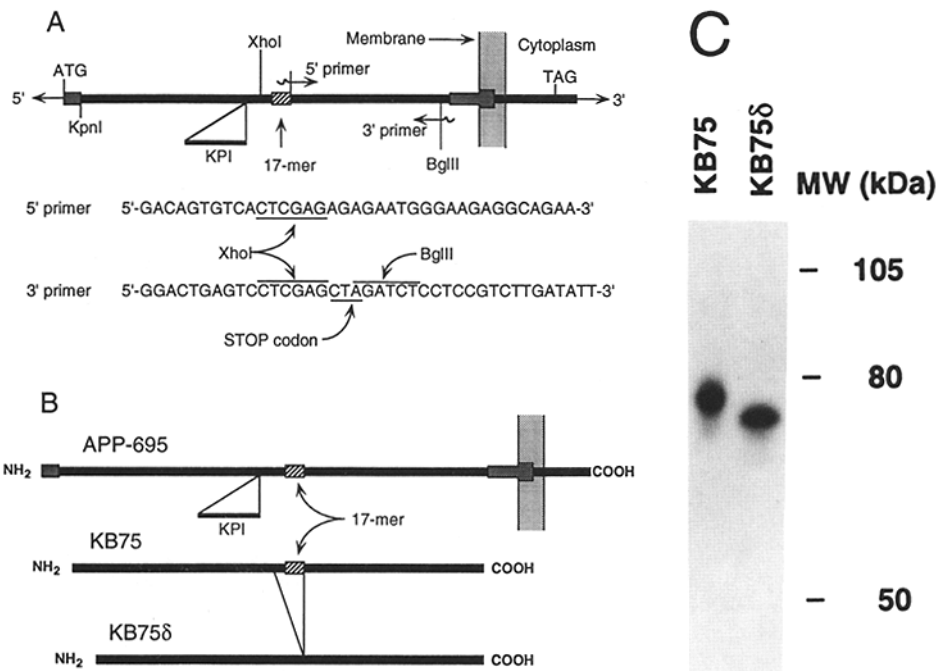 A
XhoI
Membrane
Cytoplasm
ATG
5' primer
TAG
5'
3'
KpnI
3' primer
KPI
17-mer
BglII
5' primer 5'-GACAGTGTCACTCGAGAGAGAATGGGAAGAGGCAGAA-3'
XhoI
BglII
3' primer 5'-GGACTGAGTCCTCGAGCTAGATCTCCTCCGTCTTGATATT-3'
STOP codon
B
APP-695
NH2
COOH
KPI
17-mer
KB75
NH2
COOH
KB75δ
NH2
COOH
C
KB75
KB75δ
MW (kDa)
105
80
50